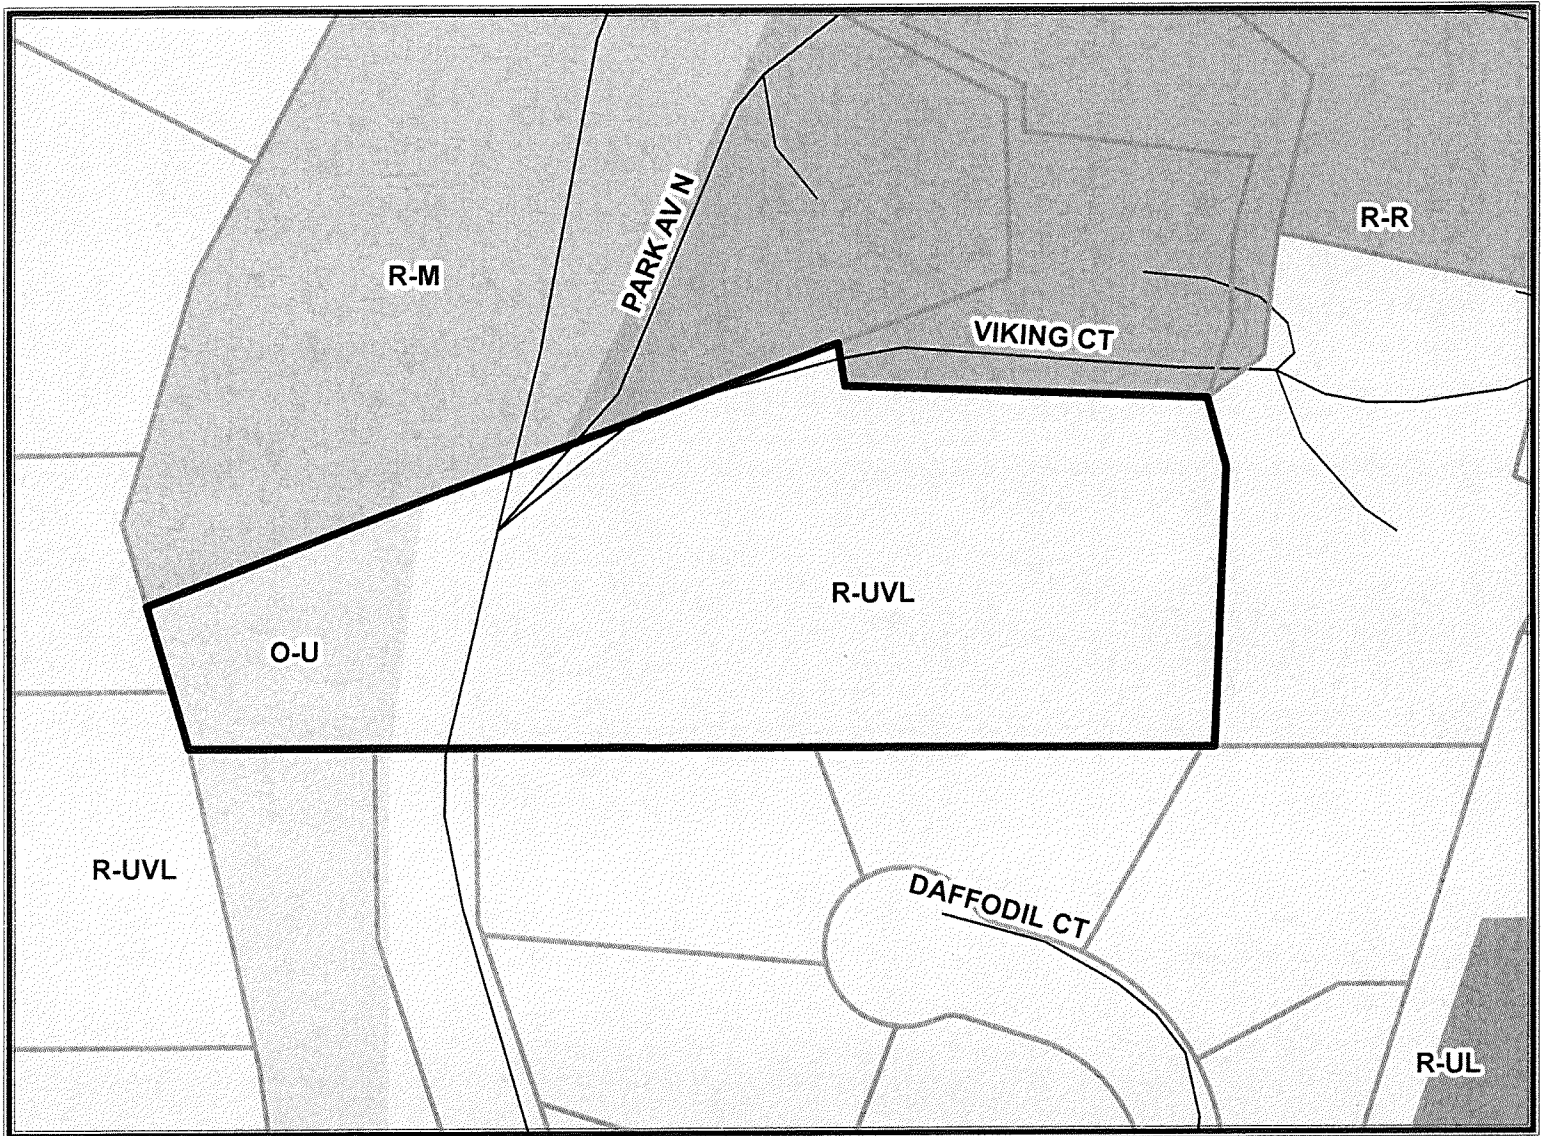 R-R
PARK AV N
R-M
VIKING CT
R-UVL
O-U
R-UVL
DAFFODIL CT
R-UL